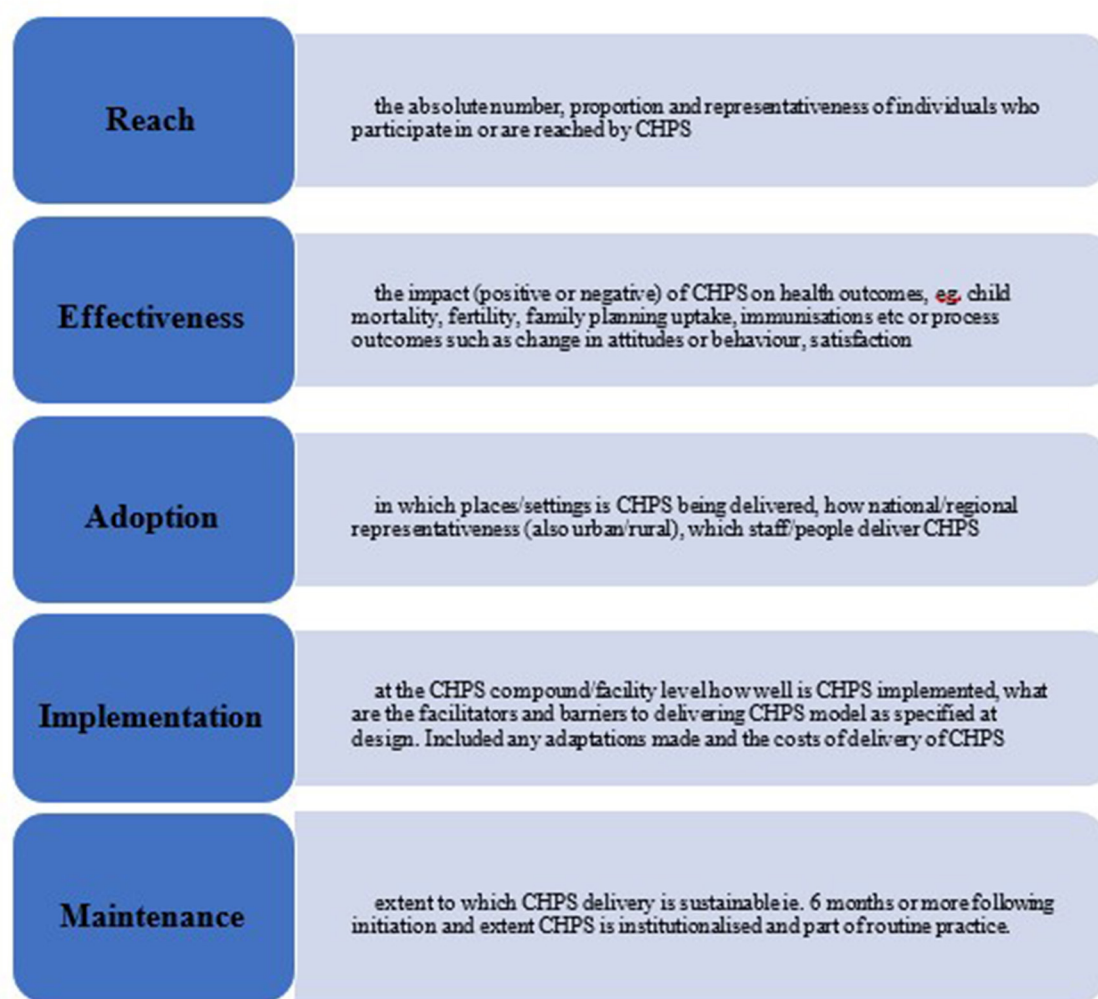 Reach
the absolute number, proportion and representativeness of individuals who
participate in or are reached by CHPS
Effectiveness
the impact (positive or negative) of CHPS on health outcomes, eg. child
mortality, fertility, family planning uptake, immunisations etc or process
outcomes such as change in attitudes or behaviour, satisfaction
Adoption
in which places/settings is CHPS being delivered, how national/regional
representativeness (also urban/rural), which staff/people deliver CHPS
Implementation
at the CHPS compound/facility level how well is CHPS implemented, what
are the facilitators and barriers to delivering CHPS model as specified at
design. Included any adaptations made and the costs of delivery of CHPS
Maintenance
extent to which CHPS delivery is sustainable ie. 6 months or more following
initiation and extent CHPS is institutionalised and part of routine practice.